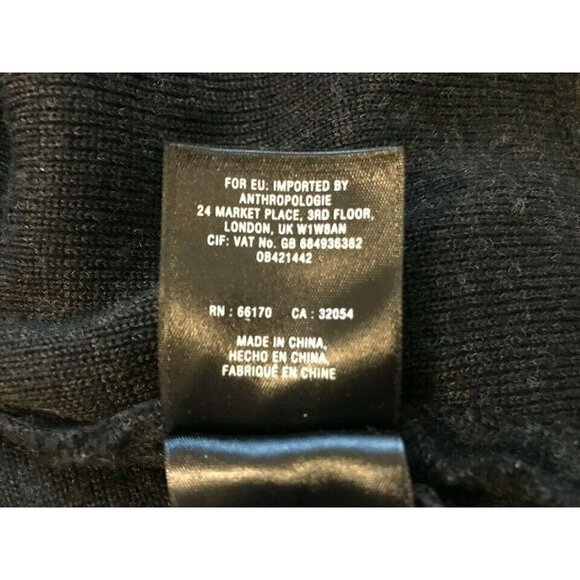 FOR EU. IMPORTED BY
ANTHROPOLOGIE
24 MARKET PLACE, 3RD FLOOR,
LONDON, UK W1W8AN
CIF: VAT No. GB 684936362
OB421442
RN : 66170 CA : 32054
MADE IN CHINA,
HECHO EN CHINA,
FABRIQUÉ EN CHINE